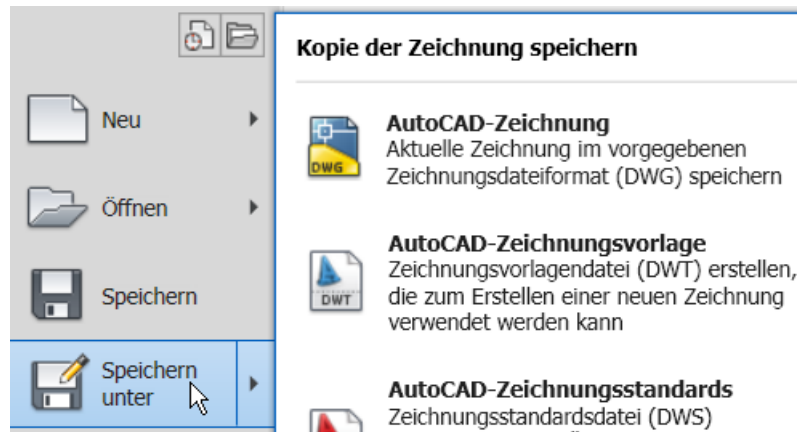 Neu
Öffnen
Speichern
Speichern
unter
Kopie der Zeichnung speichern
AutoCAD-Zeichnung
Aktuelle Zeichnung im vorgegebenen
Zeichnungsdateiformat (DWG) speichern
DWG
AutoCAD-Zeichnungsvorlage
Zeichnungsvorlagendatei (DWT) erstellen,
die zum Erstellen einer neuen Zeichnung
verwendet werden kann
DWT
AutoCAD-Zeichnungsstandards
Zeichnungsstandardsdatei (DWS)